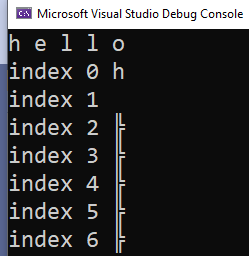 Microsoft Visual Studio Debug Console
h e l l o
index 0 h
index 1
index 2 ╠
index 3 ╠
index 4 ╠
index 5 ╠
index 6 ╠